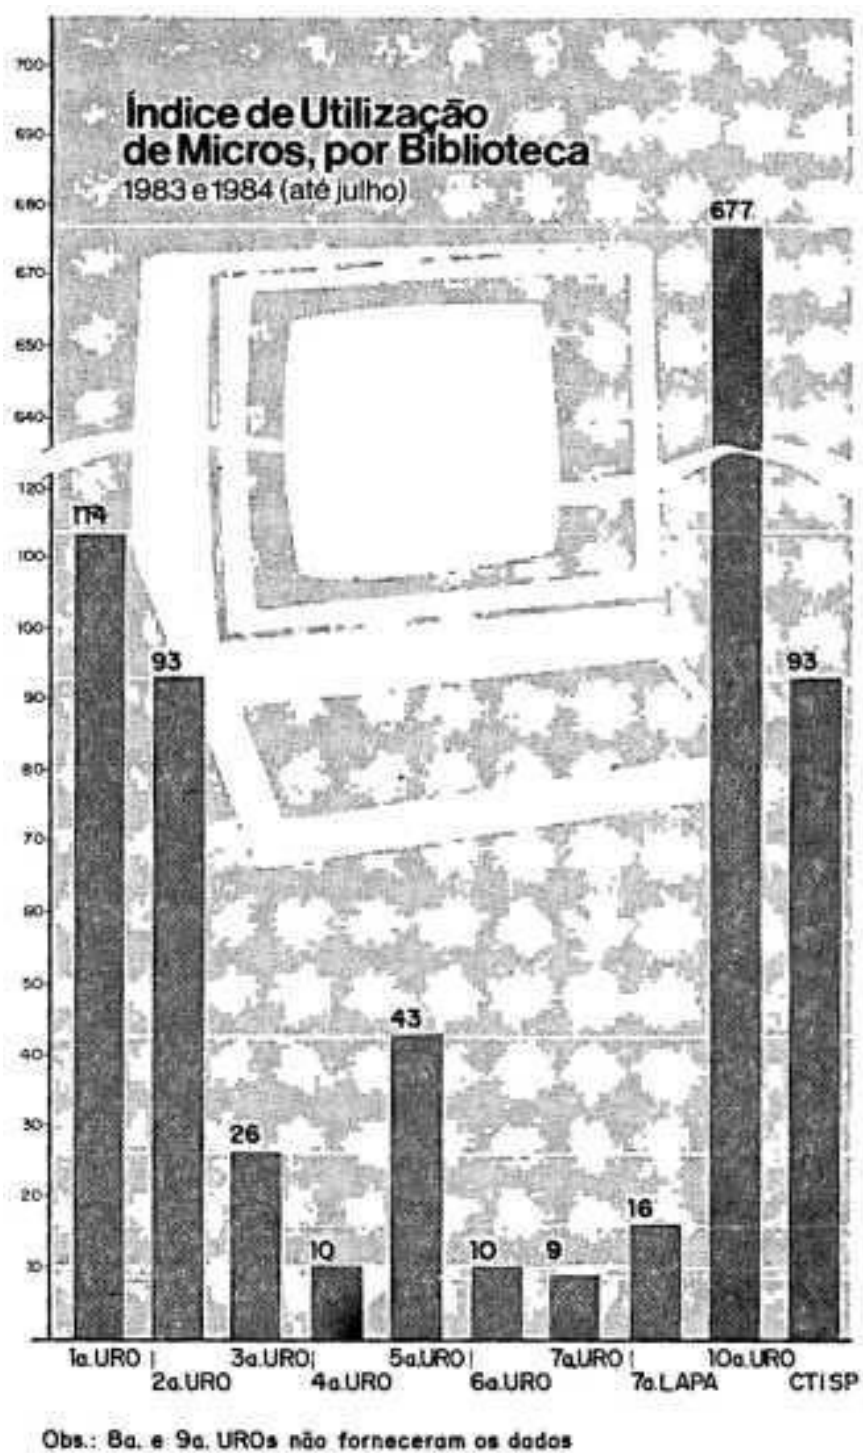 Índice de Utilização
de Micros, por Biblioteca
1983 e 1984 (até julho)
700
690
680
670
650
640
120
100
100
90
80
70
60
50
40
30
20
10
114
93
26
10
43
10
9
16
677
93
1a.URO
2a.URO
3a.URO
4a.URO
5a.URO
6a.URO
7a.URO
7a.LAPA
10a.URO
CTISP
Obs.: 8a. e 9a. UROs não forneceram os dados